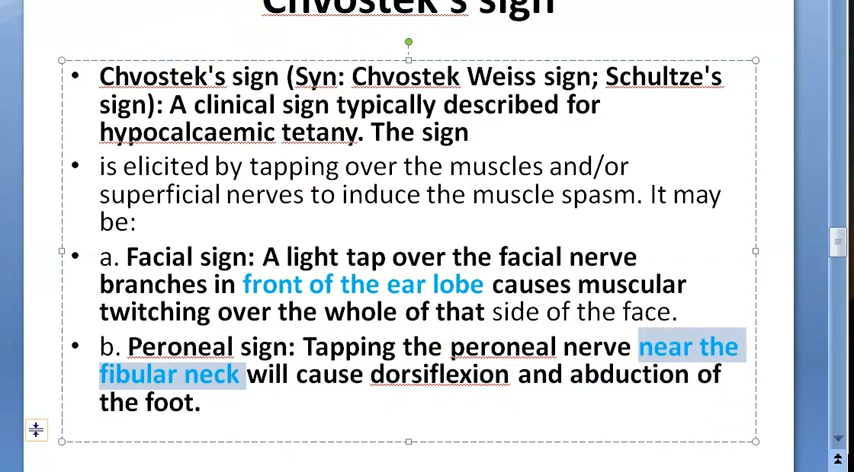 Chvostek's sign
• Chvostek's sign (Syn: Chvostek Weiss sign; Schultze's
sign): A clinical sign typically described for
hypocalcaemic tetany. The sign
• is elicited by tapping over the muscles and/or
superficial nerves to induce the muscle spasm. It may
be:
• a. Facial sign: A light tap over the facial nerve
branches in front of the ear lobe causes muscular
twitching over the whole of that side of the face.
• b. Peroneal sign: Tapping the peroneal nerve near the
fibular neck will cause dorsiflexion and abduction of
the foot.